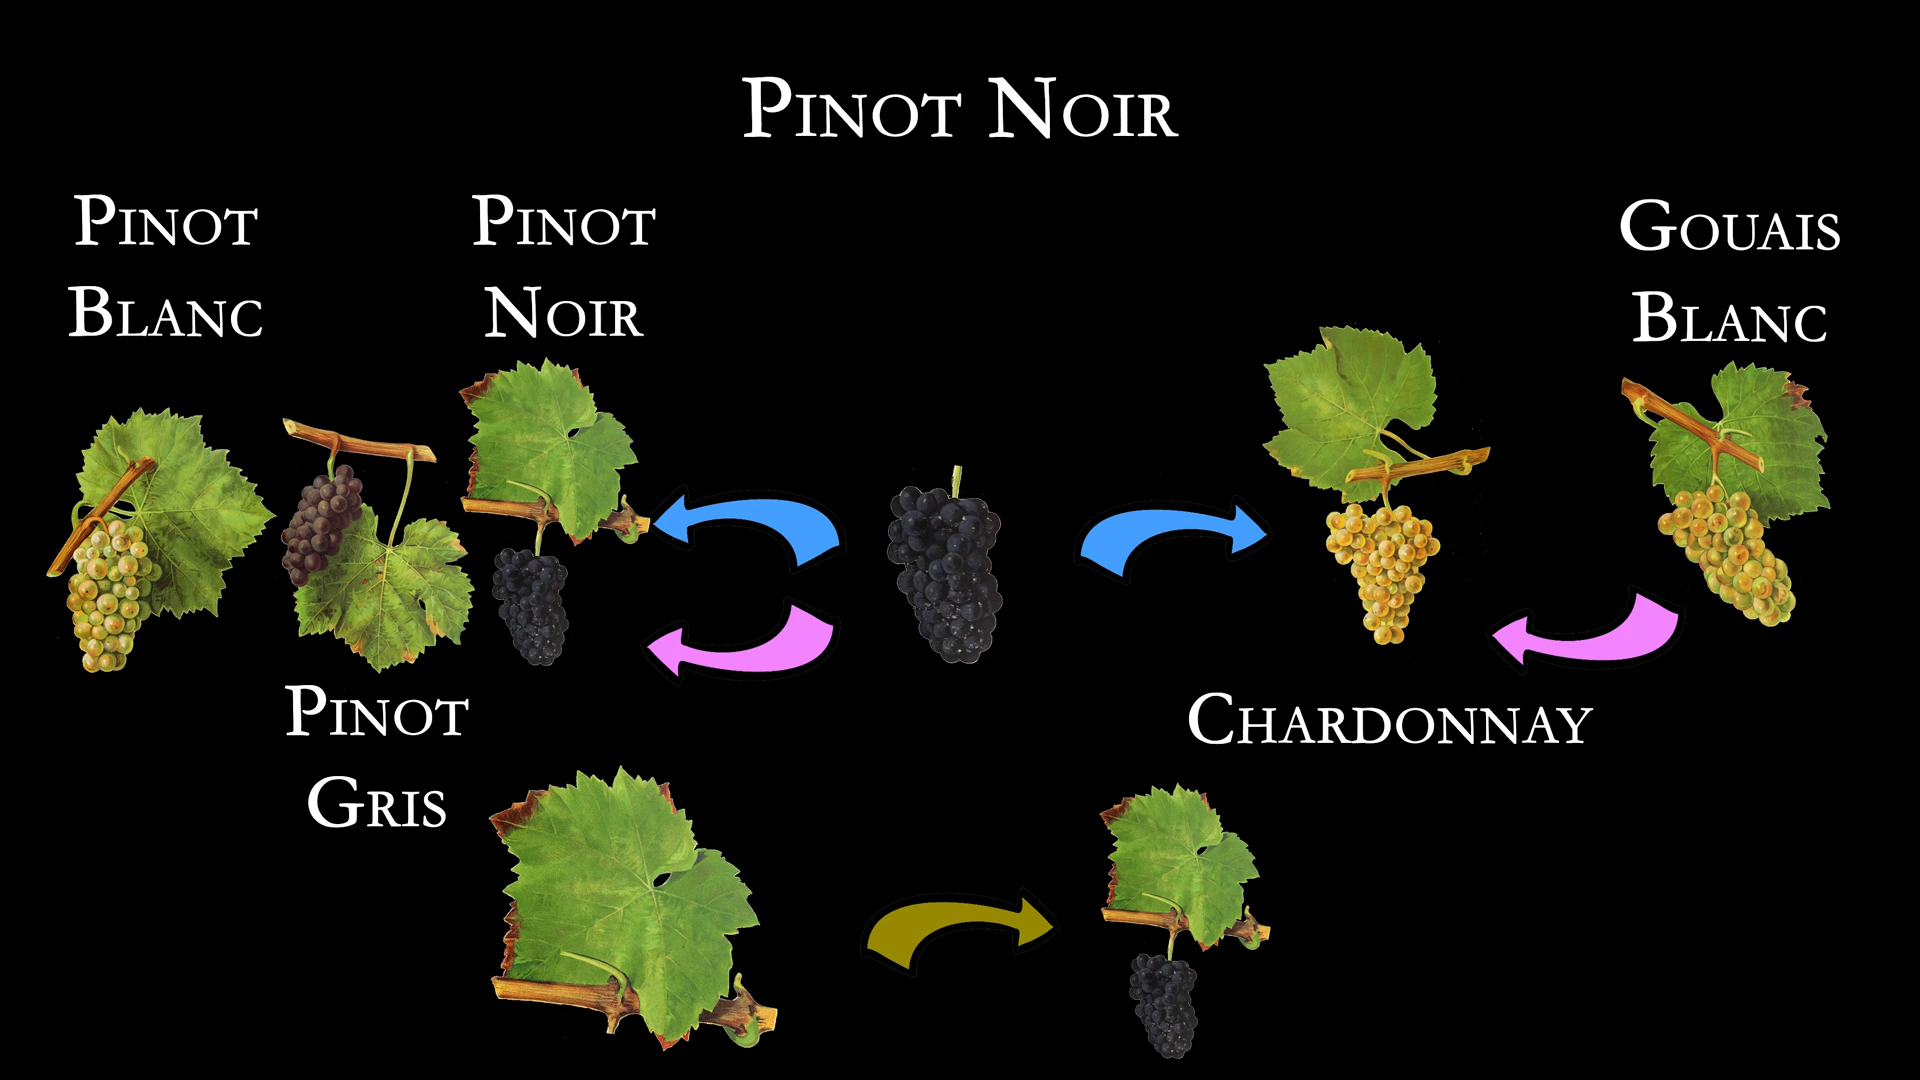 Pinot Noir
Pinot
Blanc
Pinot
Noir
Gouais
Blanc
Pinot
Gris
Chardonnay